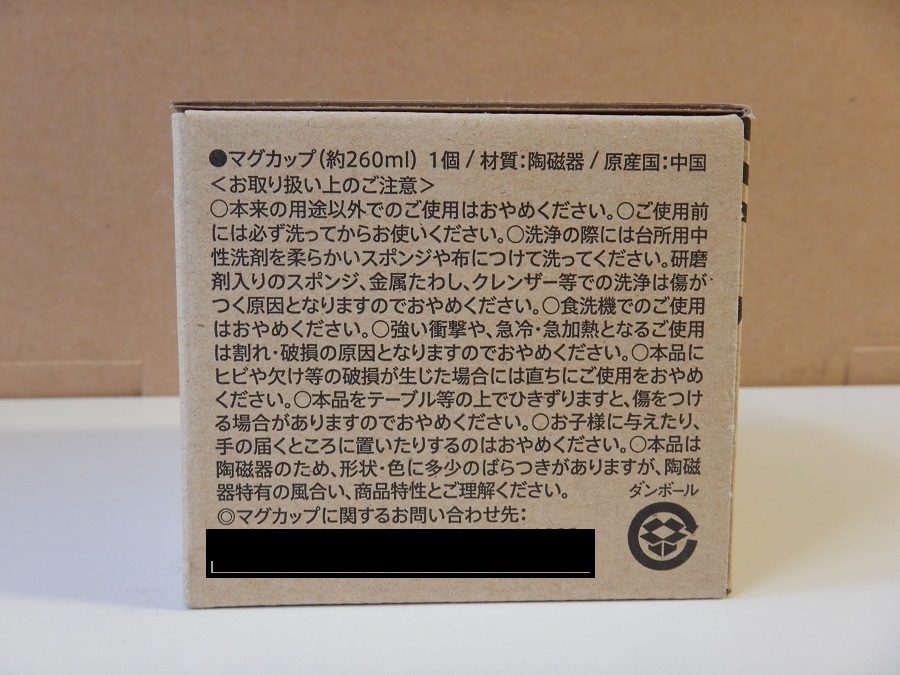 ●マグカップ(約260ml) 1個 / 材質:陶磁器 / 原産国:中国
<お取り扱い上のご注意>
○本来の用途以外でのご使用はおやめください。○ご使用前
には必ず洗ってからお使いください。○洗浄の際には台所用中
性洗剤を柔らかいスポンジや布につけて洗ってください。研磨
剤入りのスポンジ、金属たわし、クレンザー等での洗浄は傷が
つく原因となりますのでおやめください。○食洗機でのご使用
はおやめください。○強い衝撃や、急冷・急加熱となるご使用
は割れ・破損の原因となりますのでおやめください。○本品に
ヒビや欠け等の破損が生じた場合には直ちにご使用をおやめ
ください。○本品をテーブル等の上でひきずりますと、傷をつけ
る場合がありますのでおやめください。○お子様に与えたり、
手の届くところに置いたりするのはおやめください。○本品は
陶磁器のため、形状・色に多少のばらつきがありますが、陶磁
器特有の風合い、商品特性とご理解ください。
◎マグカップに関するお問い合わせ先:
ダンボール